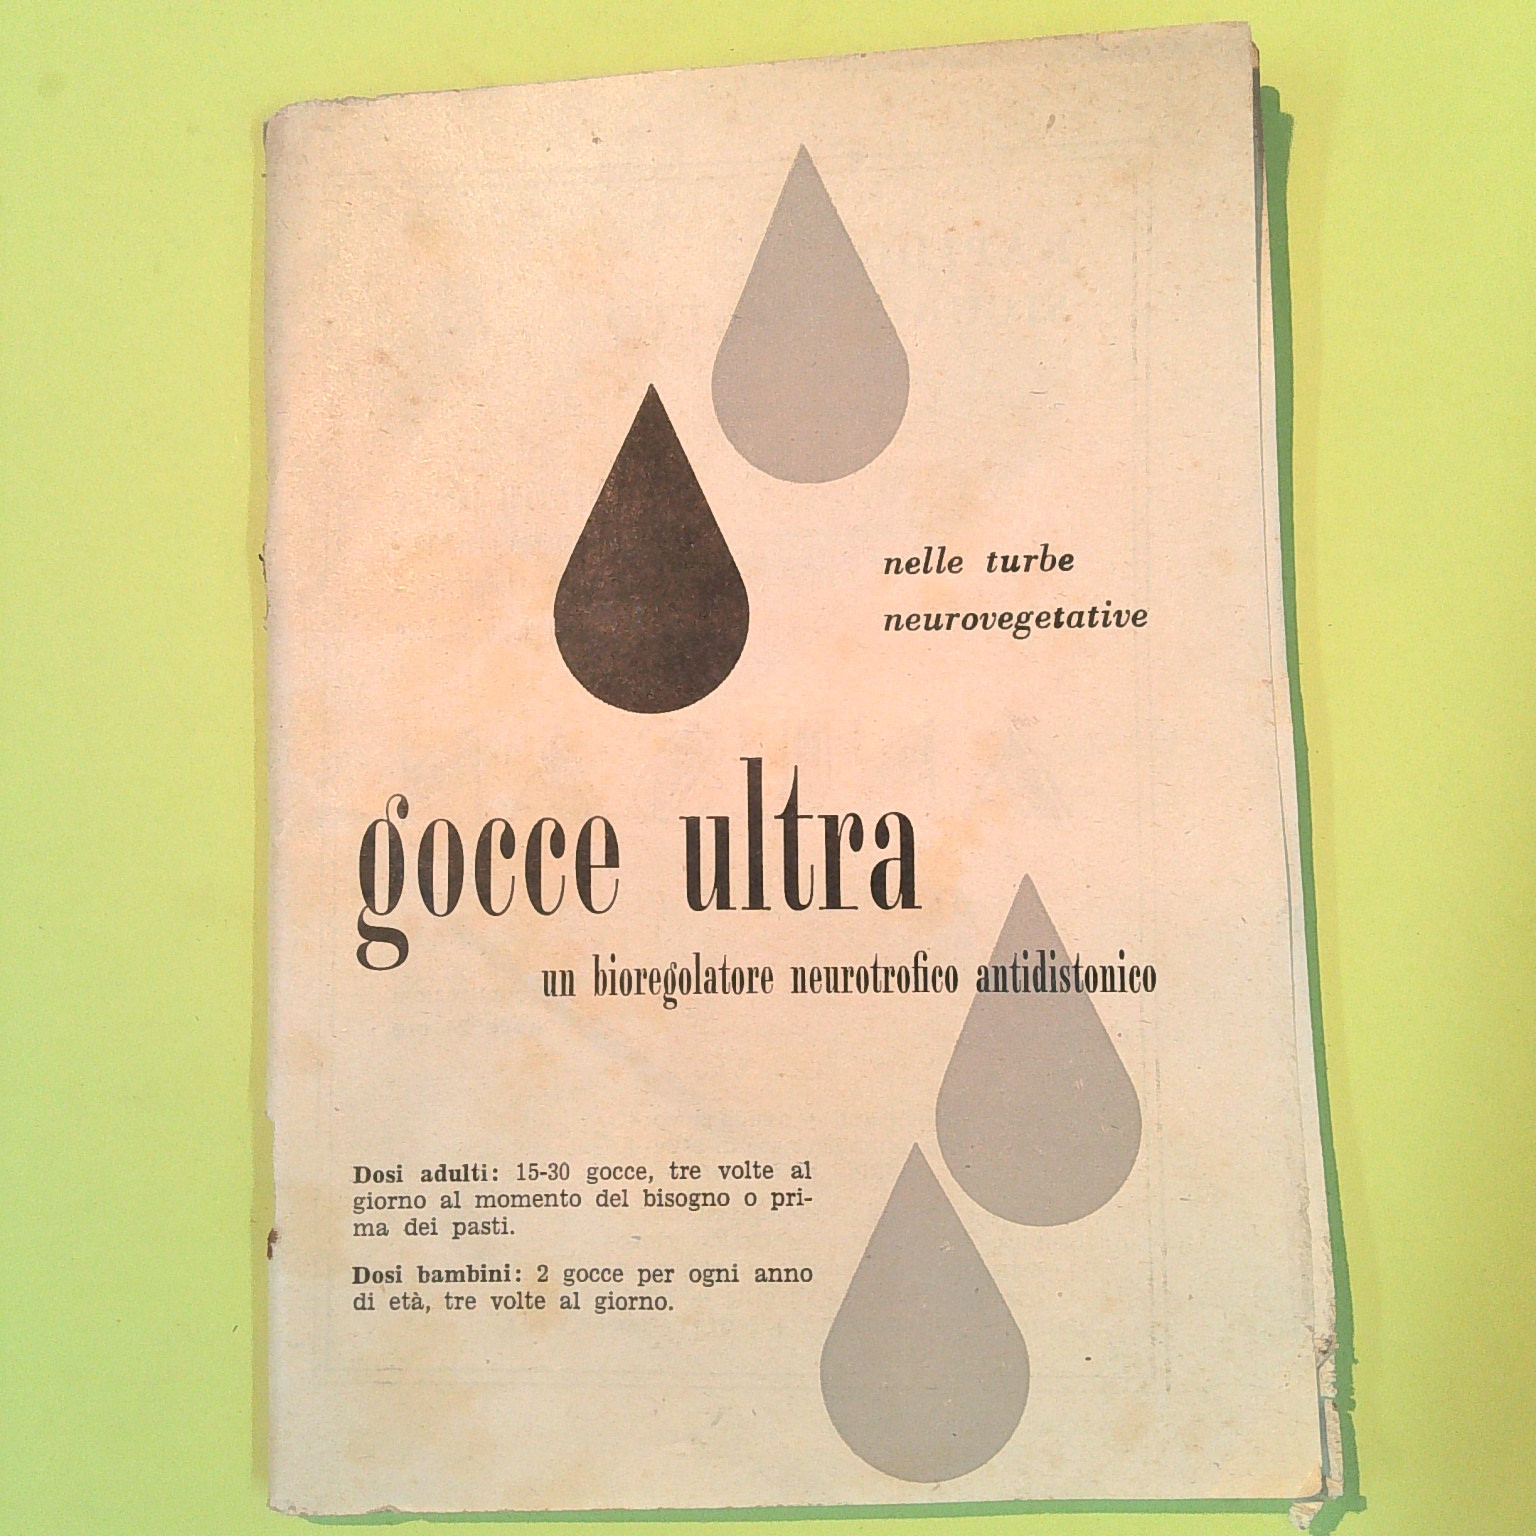 nelle turbe
neurovegetative
gocce ultra
un bioregolatore neurotrofico antidistonico
Dosi adulti: 15-30 gocce, tre volte al
giorno al momento del bisogno o pri-
ma dei pasti.
Dosi bambini: 2 gocce per ogni anno
di età, tre volte al giorno.